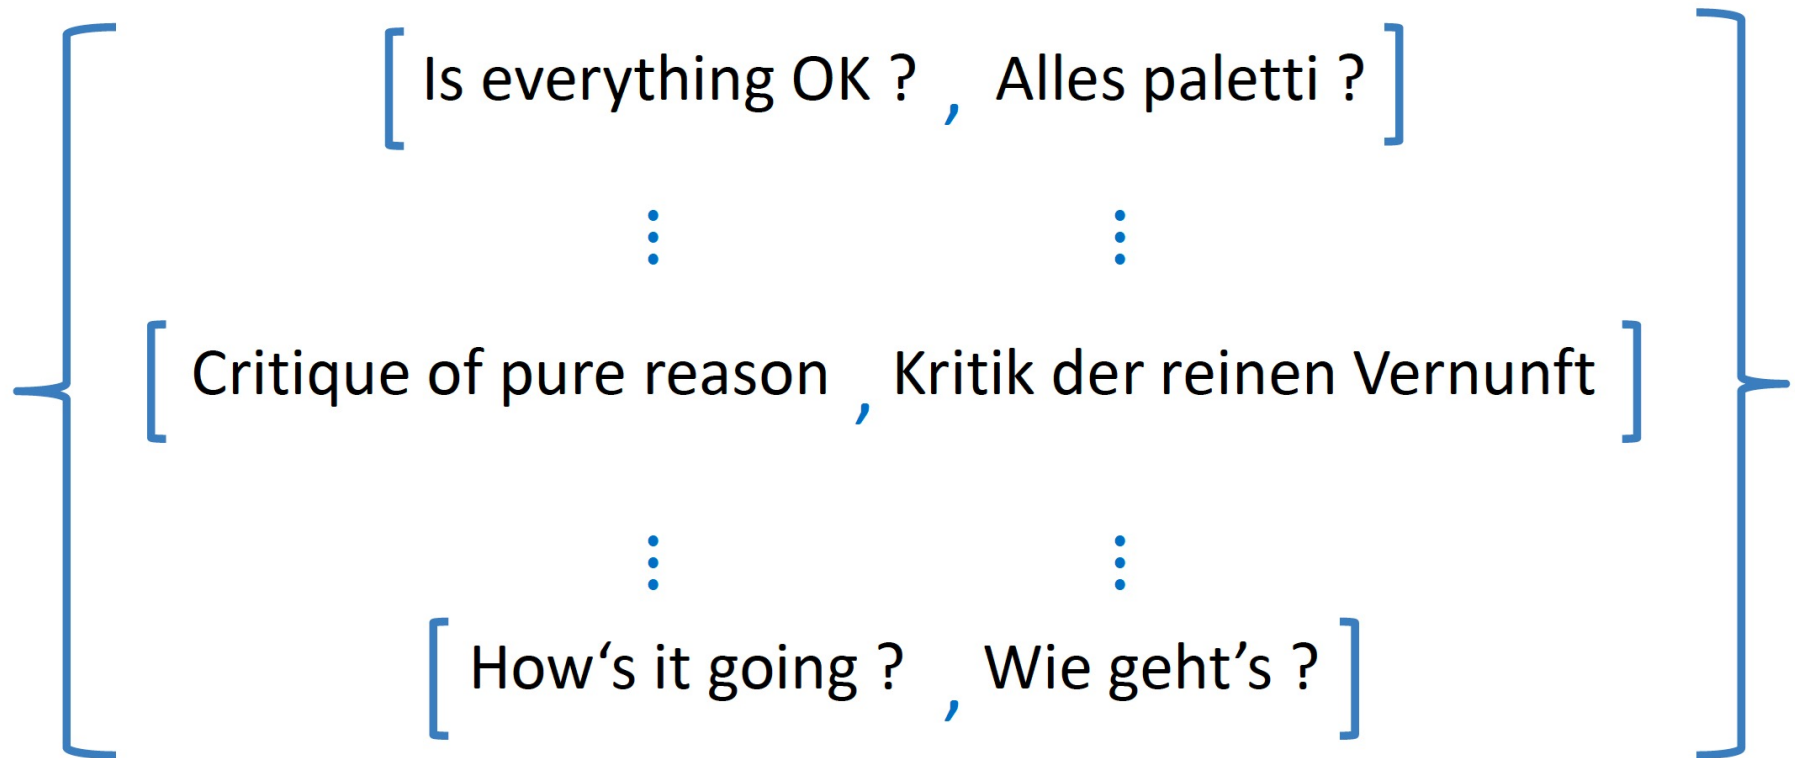 [ Is everything OK ? , Alles paletti ? ]
[ Critique of pure reason , Kritik der reinen Vernunft ]
[ How‘s it going ? , Wie geht’s ? ]